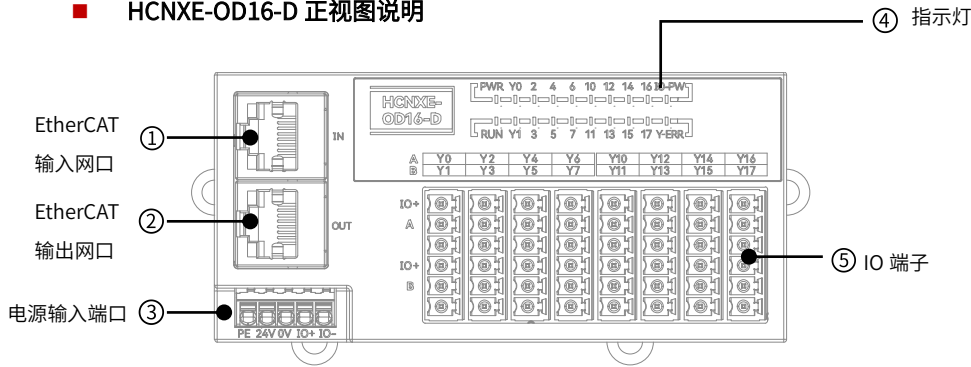 ■ HCNXE-OD16-D 正视图说明
④ 指示灯
PWR Y0 2 4 6 10 12 14 16 IO-PW
HCNXE-
OD16-D
RUN Y1 3 5 7 11 13 15 17 Y-ERR
EtherCAT
① 输入网口
IN
A Y0 Y2 Y4 Y6 Y10 Y12 Y14 Y16
B Y1 Y3 Y5 Y7 Y11 Y13 Y15 Y17
EtherCAT
② 输出网口
OUT
IO+
A
IO+
B
⑤ IO 端子
电源输入端口 ③
PE 24V 0V IO+ IO-